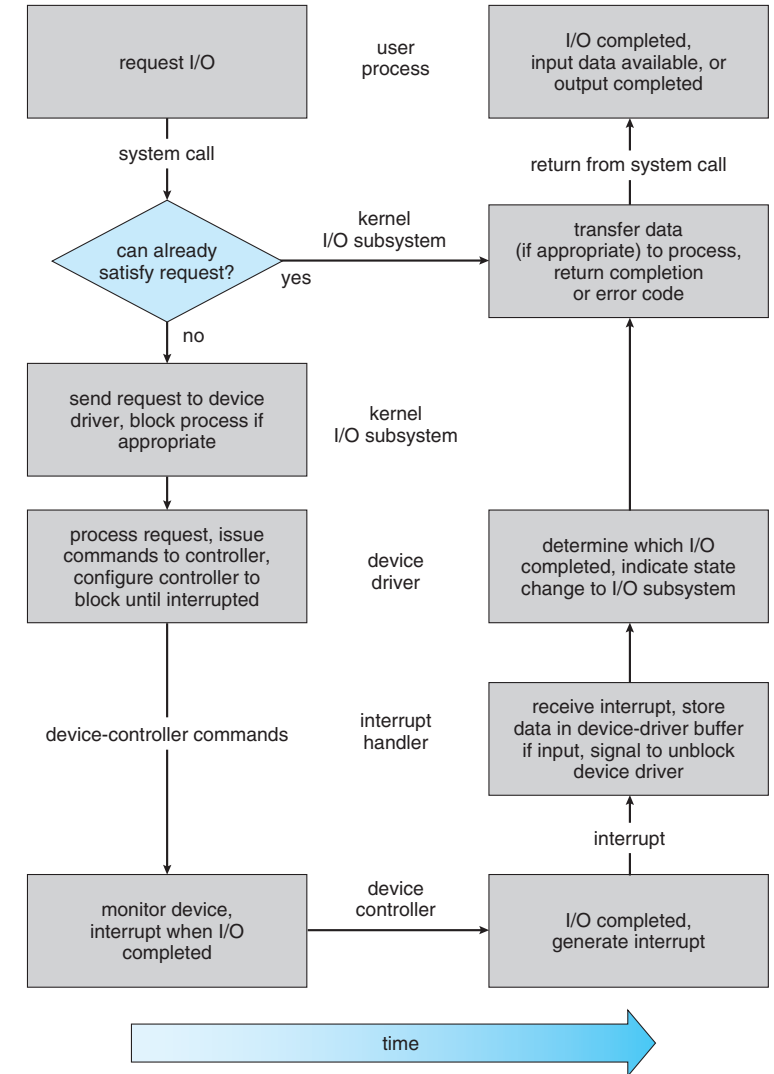 request I/O
user
process
I/O completed,
input data available, or
output completed
system call
return from system call
can already
satisfy request?
kernel
I/O subsystem
yes
transfer data
(if appropriate) to process,
return completion
or error code
no
send request to device
driver, block process if
appropriate
kernel
I/O subsystem
process request, issue
commands to controller,
configure controller to
block until interrupted
device
driver
determine which I/O
completed, indicate state
change to I/O subsystem
device-controller commands
interrupt
handler
receive interrupt, store
data in device-driver buffer
if input, signal to unblock
device driver
interrupt
monitor device,
interrupt when I/O
completed
device
controller
I/O completed,
generate interrupt
time